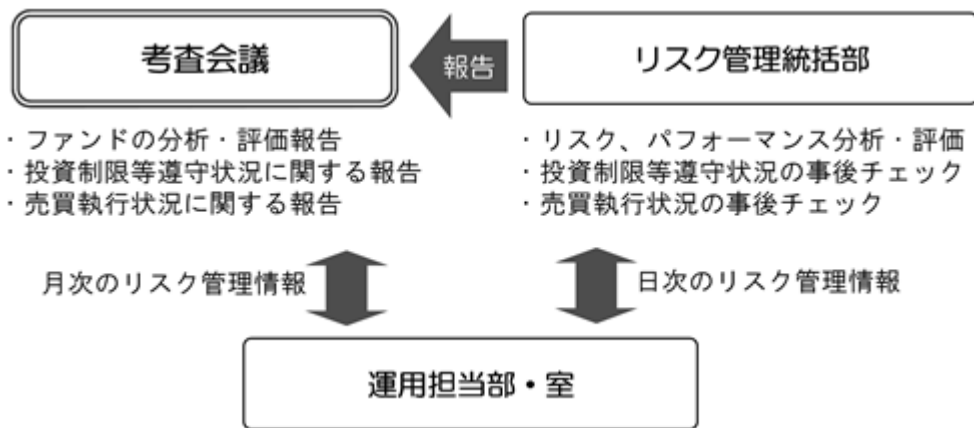 考査会議
報告
リスク管理統括部
・ファンドの分析・評価報告
・投資制限等遵守状況に関する報告
・売買執行状況に関する報告
・リスク、パフォーマンス分析・評価
・投資制限等遵守状況の事後チェック
・売買執行状況の事後チェック
月次のリスク管理情報
日次のリスク管理情報
運用担当部・室